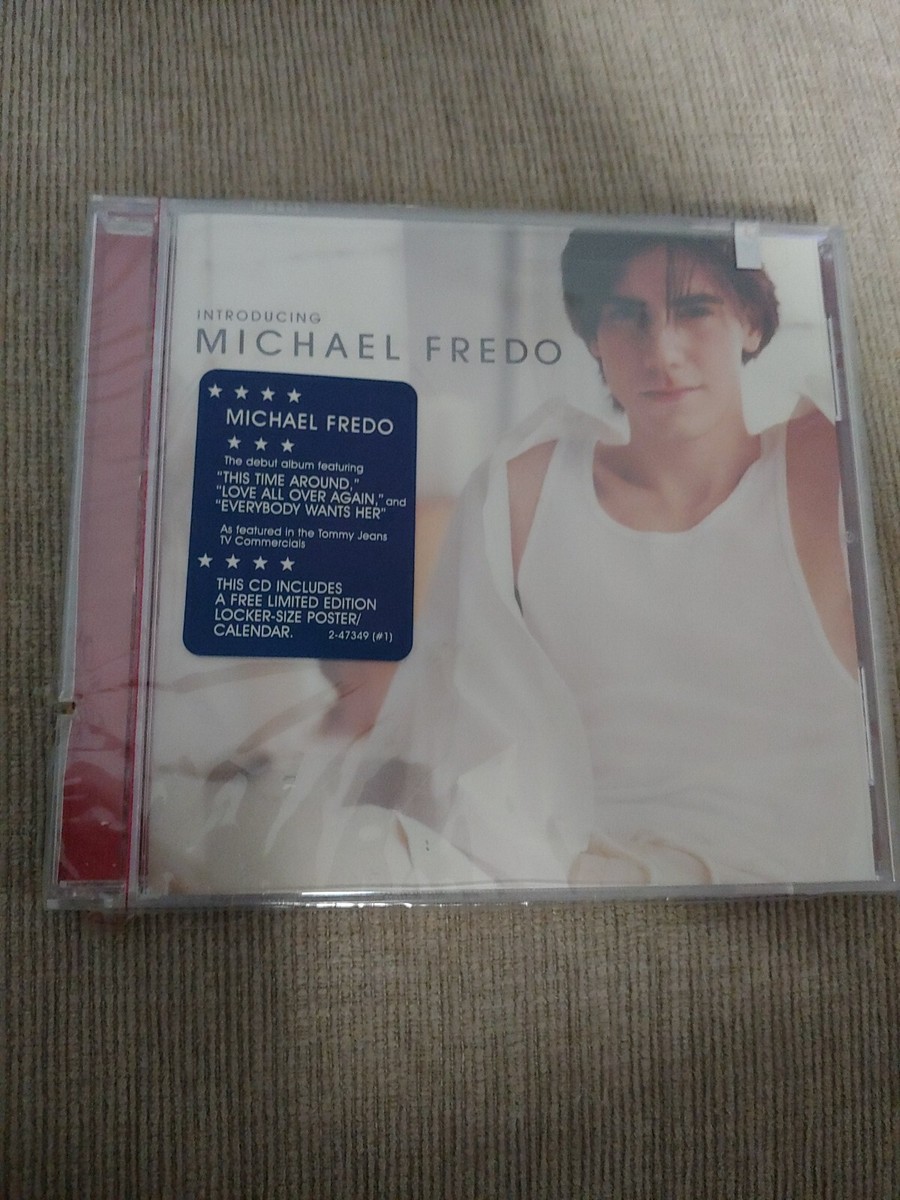 INTRODUCING
MICHAEL FREDO
MICHAEL FREDO
The debut album featuring
"THIS TIME AROUND,"
"LOVE ALL OVER AGAIN," and
"EVERYBODY WANTS HER"
As featured in the Tommy Jeans
TV Commercials
THIS CD INCLUDES
A FREE LIMITED EDITION
LOCKER-SIZE POSTER/
CALENDAR. 2-47349 (#1)